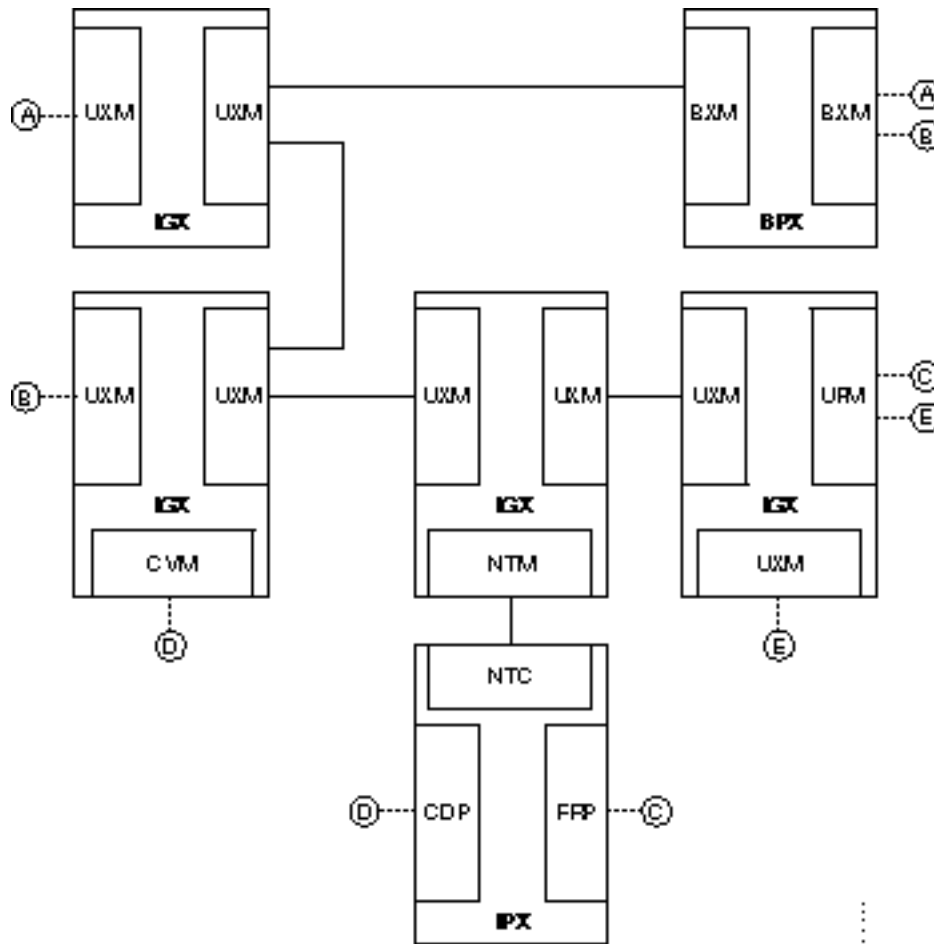 A UXM UXM BXM BXM A
B
IGX BPX
B UXM UXM UXM UXM UXM UFM C
E
IGX IGX IGX
CVM NTM UXM
D E
NTC
D CDP FRP C
IPX